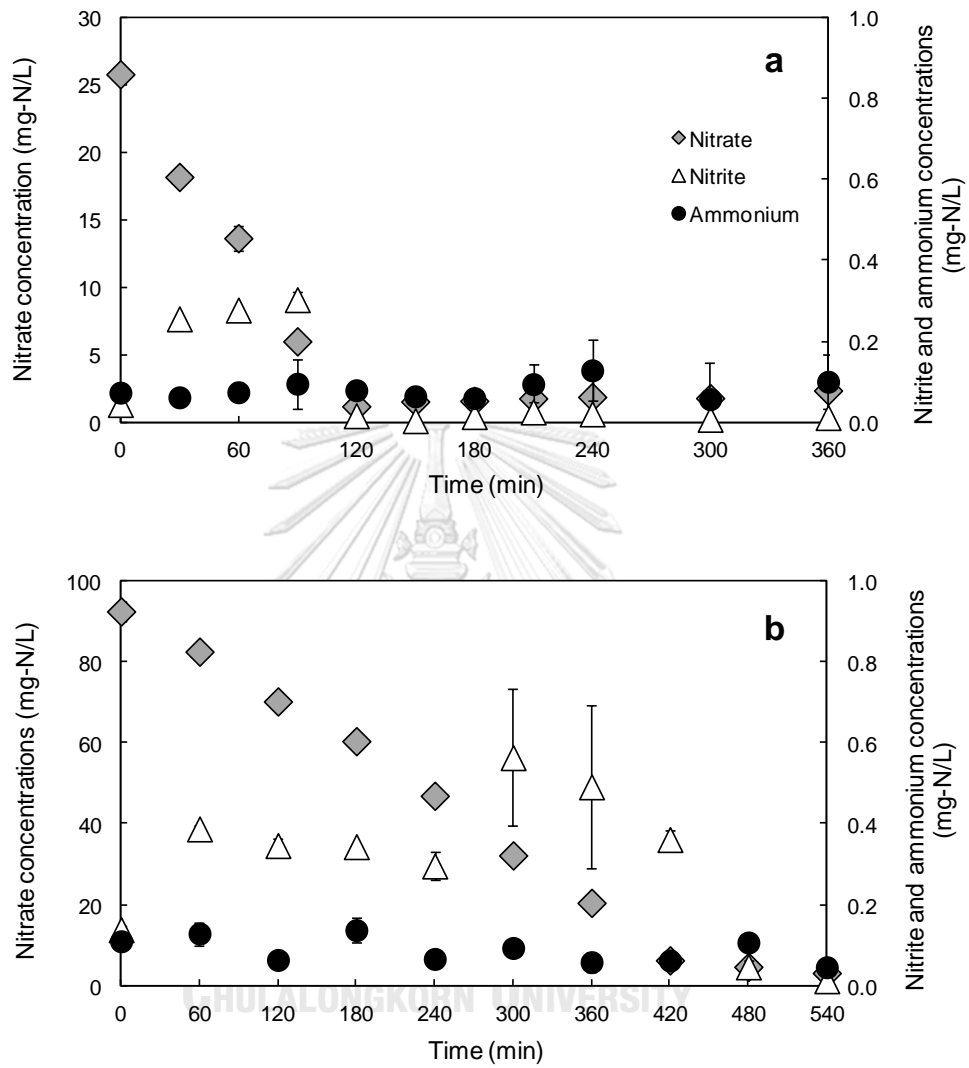 30
25
20
15
10
5
0
Nitrate concentration (mg-N/L)
1.0
0.8
0.6
0.4
0.2
0.0
Nitrite and ammonium concentrations
(mg-N/L)
a
Nitrate
Nitrite
Ammonium
0 60 120 180 240 300 360
Time (min)
100
80
60
40
20
0
Nitrate concentrations (mg-N/L)
1.0
0.8
0.6
0.4
0.2
0.0
Nitrite and ammonium concentrations
(mg-N/L)
b
CHULALONGKORN UNIVERSITY
0 60 120 180 240 300 360 420 480 540
Time (min)